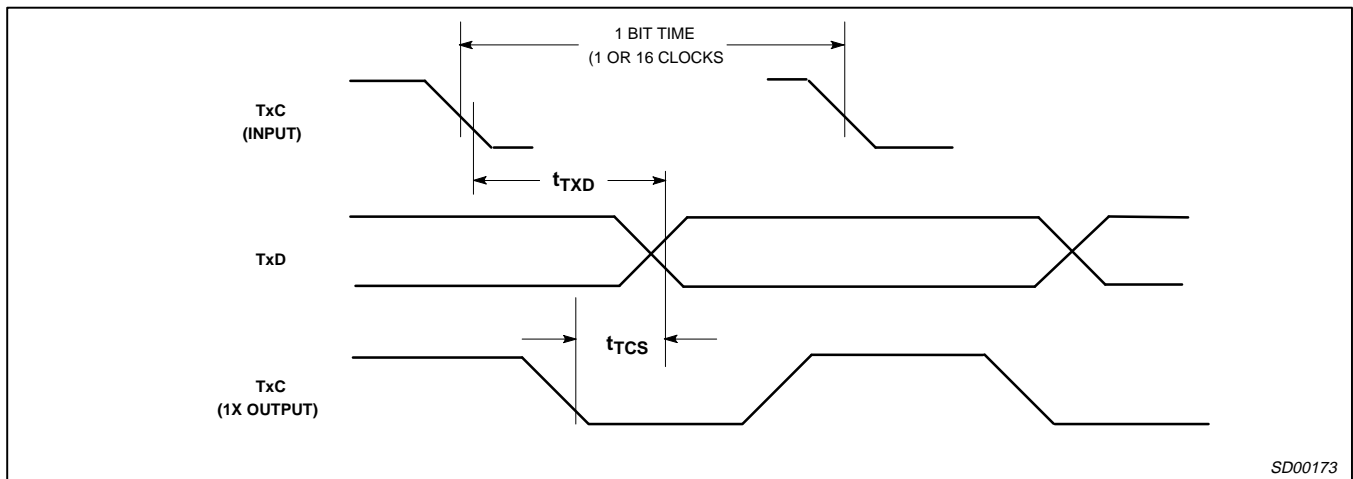 1 BIT TIME
(1 OR 16 CLOCKS
TxC
(INPUT)
tTXD
TxD
tTCS
TxC
(1X OUTPUT)
SD00173